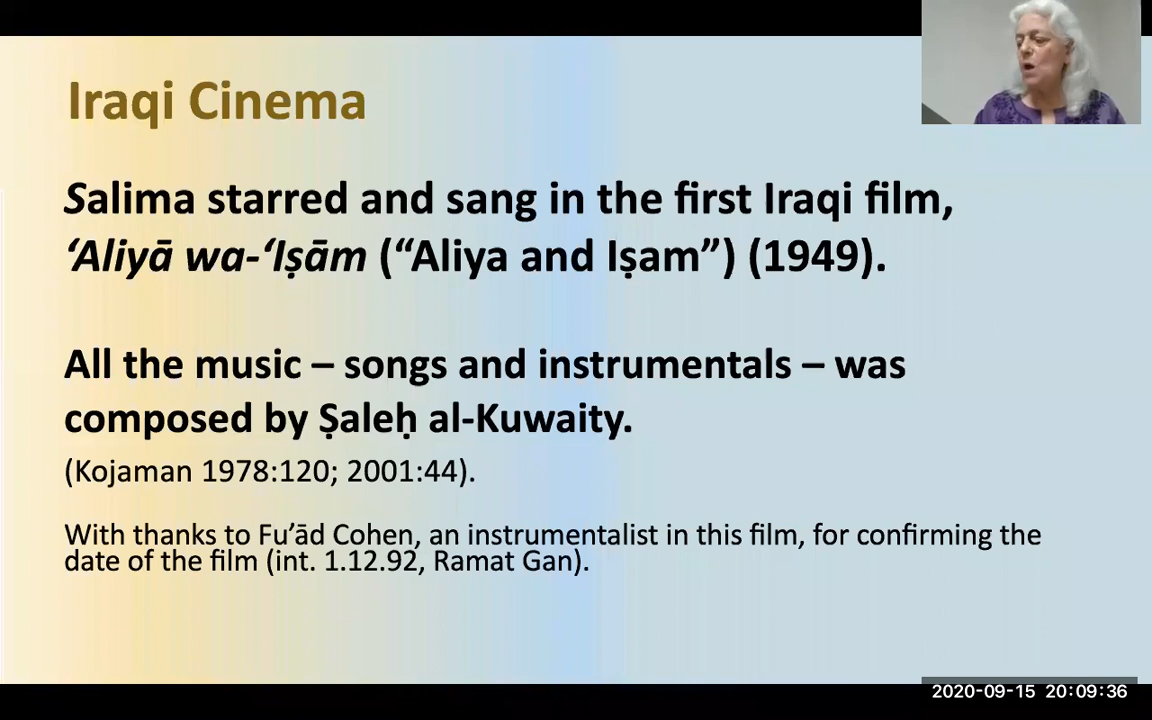 Iraqi Cinema
Salima starred and sang in the first Iraqi film,
‘Aliyā wa-‘Iṣām (“Aliya and Iṣam”) (1949).
All the music – songs and instrumentals – was
composed by Ṣaleḥ al-Kuwaity.
(Kojaman 1978:120; 2001:44).
With thanks to Fu’ād Cohen, an instrumentalist in this film, for confirming the
date of the film (int. 1.12.92, Ramat Gan).
2020-09-15 20:09:36